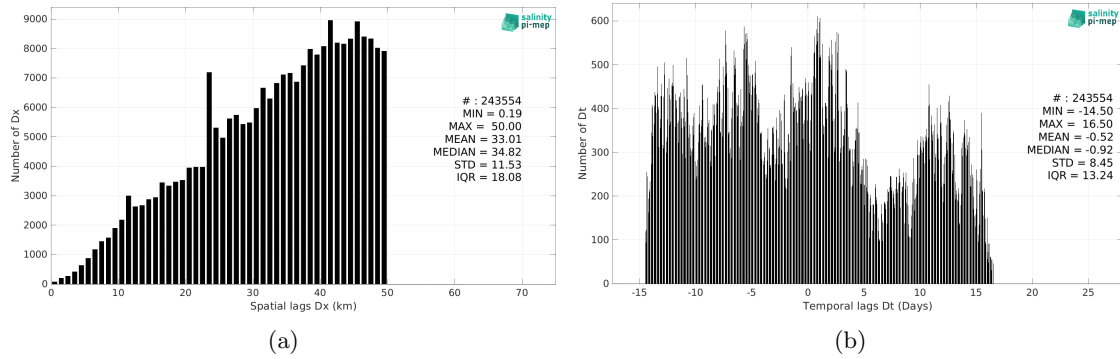 salinity
pi-mep
9000
8000
7000
6000
5000
4000
3000
2000
1000
0
Number of Dx
# : 243554
MIN = 0.19
MAX = 50.00
MEAN = 33.01
MEDIAN = 34.82
STD = 11.53
IQR = 18.08
0 10 20 30 40 50 60 70
Spatial lags Dx (km)
(a)
salinity
pi-mep
600
500
400
300
200
100
0
Number of Dt
# : 243554
MIN = -14.50
MAX = 16.50
MEAN = -0.52
MEDIAN = -0.92
STD = 8.45
IQR = 13.24
-15 -10 -5 0 5 10 15 20 25
Temporal lags Dt (Days)
(b)